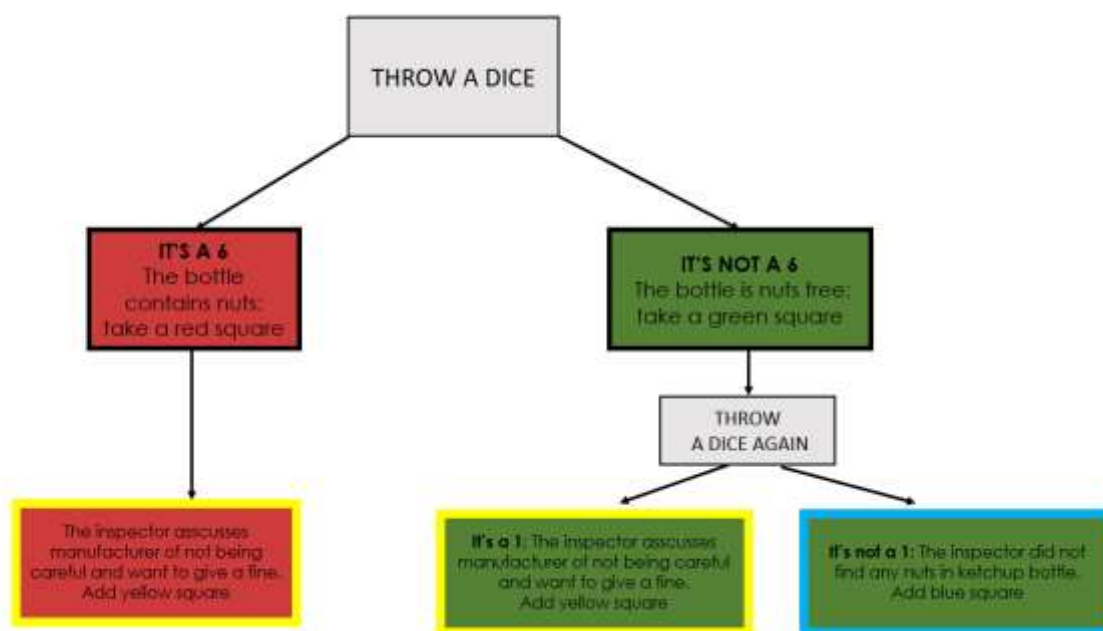 THROW A DICE
IT'S A 6
The bottle
contains nuts:
take a red square
IT'S NOT A 6
The bottle is nuts free:
take a green square
THROW
A DICE AGAIN
The inspector asscusses
manufacturer of not being
careful and want to give a fine.
Add yellow square
It's a 1: The inspector asscusses
manufacturer of not being careful
and want to give a fine.
Add yellow square
It's not a 1: The inspector did not
find any nuts in ketchup bottle.
Add blue square